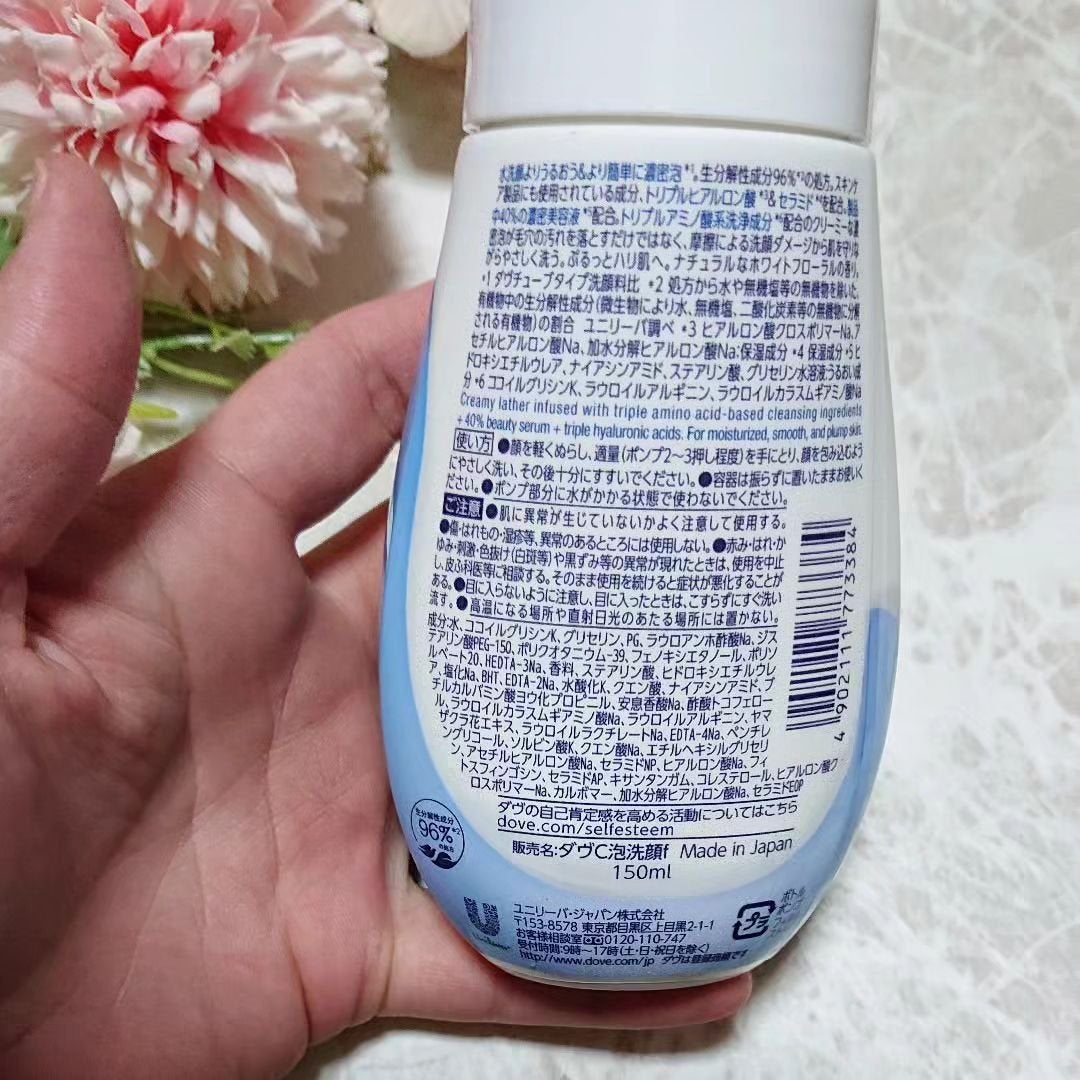 水洗顔よりうるおう&より簡単に濃密泡*1。生分解性成分96%*2の処方。スキンケ
ア製品にも使用されている成分、トリプルヒアルロン酸*3&セラミド*4を配合。製品
中40%の濃密美容液*5配合。トリプルアミノ酸系洗浄成分*6配合のクリーミーな濃
密泡が毛穴の汚れを落とすだけではなく、摩擦による洗顔ダメージから肌を守りな
がらやさしく洗う。ぷるっとハリ肌へ。ナチュラルなホワイトフローラルの香り。
*1 ダヴチューブタイプ洗顔料比 *2 処方から水や無機塩等の無機物を除いた、
有機物中の生分解性成分(微生物により水、無機塩、二酸化炭素等の無機物に分解
される有機物)の割合 ユニリーバ調べ *3 ヒアルロン酸クロスポリマーNa、ア
セチルヒアルロン酸Na、加水分解ヒアルロン酸Na:保湿成分 *4 保湿成分 *5 ヒ
ドロキシエチルウレア、ナイアシンアミド、ステアリン酸、グリセリン水溶液うるおい成
分 *6 ココイルグリシンK、ラウロイルアルギニン、ラウロイルカラスムギアミノ酸Na
Creamy lather infused with triple amino acid-based cleansing ingredients
+ 40% beauty serum + triple hyaluronic acids. For moisturized, smooth, and plump skin.
使い方 ●顔を軽くぬらし、適量(ポンプ2〜3押し程度)を手にとり、顔を包み込むよう
にやさしく洗い、その後十分にすすいでください。●容器は振らずに置いたままお使いく
ださい。●ポンプ部分に水がかかる状態で使わないでください。
ご注意 ●肌に異常が生じていないかよく注意して使用する。
●傷・はれもの・湿疹等、異常のあるところには使用しない。●赤み・はれ・か
ゆみ・刺激・色抜け(白斑等)や黒ずみ等の異常が現れたときは、使用を中止
し、皮ふ科医等に相談する。そのまま使用を続けると症状が悪化することが
ある。●目に入らないように注意し、目に入ったときは、こすらずにすぐ洗い
流す。●高温になる場所や直射日光のあたる場所には置かない。
成分:水、ココイルグリシンK、グリセリン、PG、ラウロアンホ酢酸Na、ジス
テアリン酸PEG-150、ポリクオタニウム-39、フェノキシエタノール、ポリソ
ルベート20、HEDTA-3Na、香料、ステアリン酸、ヒドロキシエチルウレ
ア、塩化Na、BHT、EDTA-2Na、水酸化K、クエン酸、ナイアシンアミド、ブ
チルカルバミン酸ヨウ化プロピニル、安息香酸Na、酢酸トコフェロー
ル、ラウロイルカラスムギアミノ酸Na、ラウロイルアルギニン、ヤマ
ザクラ花エキス、ラウロイルラクチレートNa、EDTA-4Na、ペンチレ
ングリコール、ソルビン酸K、クエン酸Na、エチルヘキシルグリセリ
ン、アセチルヒアルロン酸Na、セラミドNP、ヒアルロン酸Na、フィ
トスフィンゴシン、セラミドAP、キサンタンガム、コレステロール、ヒアルロン酸ク
ロスポリマーNa、カルボマー、加水分解ヒアルロン酸Na、セラミドEOP
4902111773384
生分解性成分
96%*2
の処方
ダヴの自己肯定感を高める活動についてはこちら
dove.com/selfesteem
販売名:ダヴC泡洗顔f Made in Japan
150ml
ユニリーバ・ジャパン株式会社
〒153-8578 東京都目黒区上目黒2-1-1
お客様相談室 0120-110-747
受付時間:9時〜17時(土・日・祝日を除く)
http://www.dove.com/jp ダヴは登録商標です
プラ
ボトル